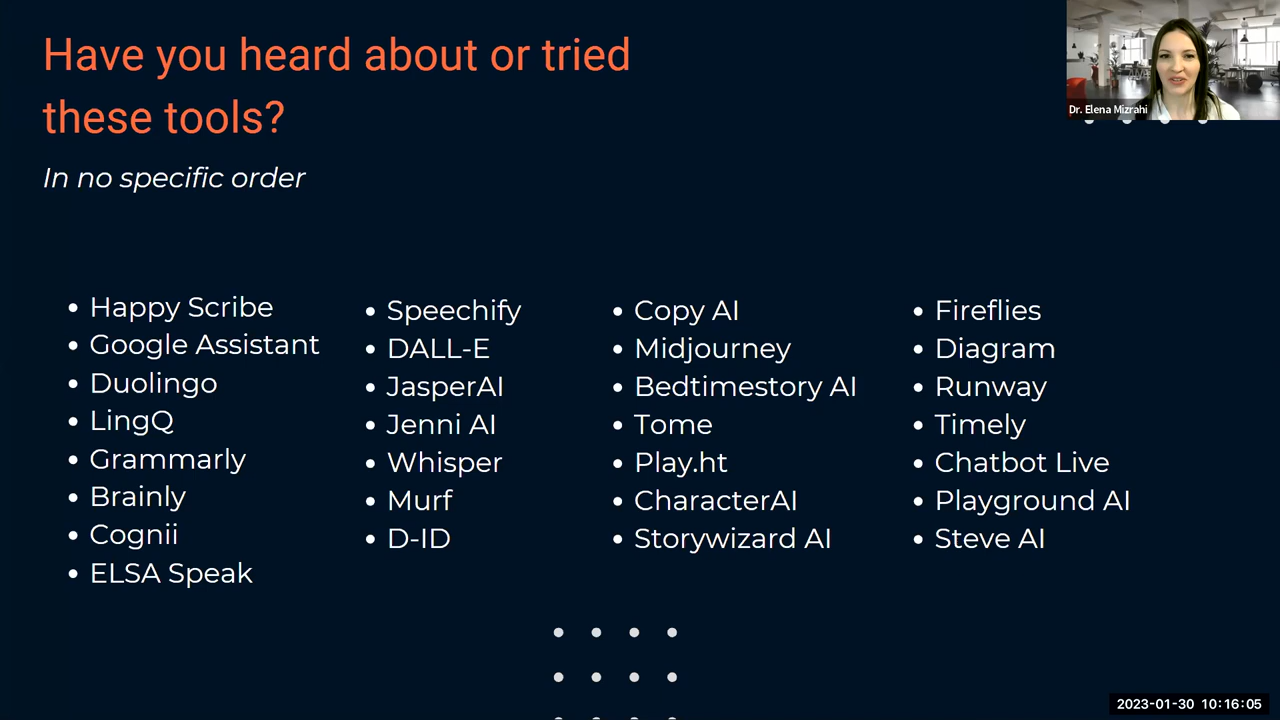 Have you heard about or tried
these tools?
In no specific order
Dr. Elena Mizrahi
Happy Scribe
Google Assistant
Duolingo
LingQ
Grammarly
Brainly
Cognii
ELSA Speak
Speechify
DALL-E
JasperAI
Jenni AI
Whisper
Murf
D-ID
Copy AI
Midjourney
Bedtimestory AI
Tome
Play.ht
CharacterAI
Storywizard AI
Fireflies
Diagram
Runway
Timely
Chatbot Live
Playground AI
Steve AI
2023-01-30 10:16:05